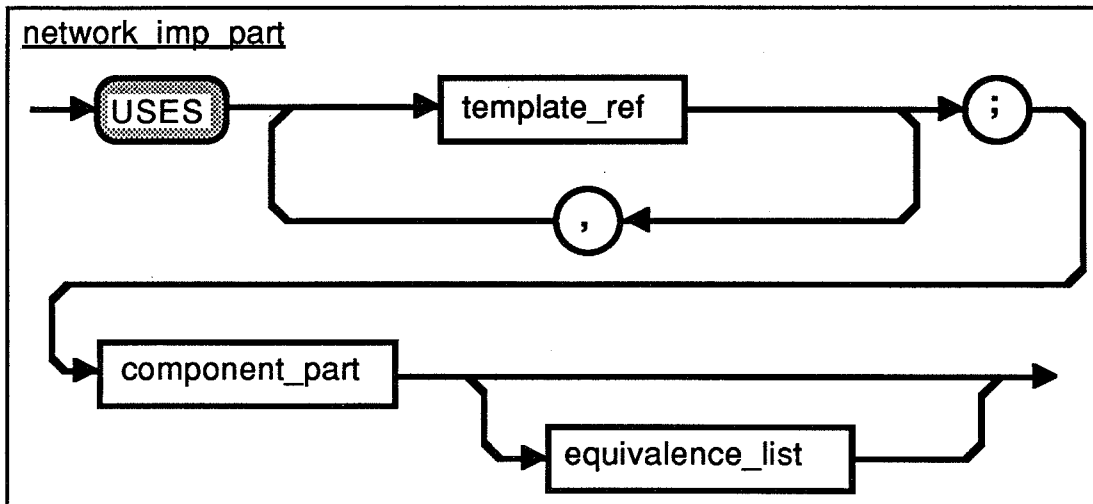 network_imp_part
USES template_ref ;
,
component_part
equivalence_list